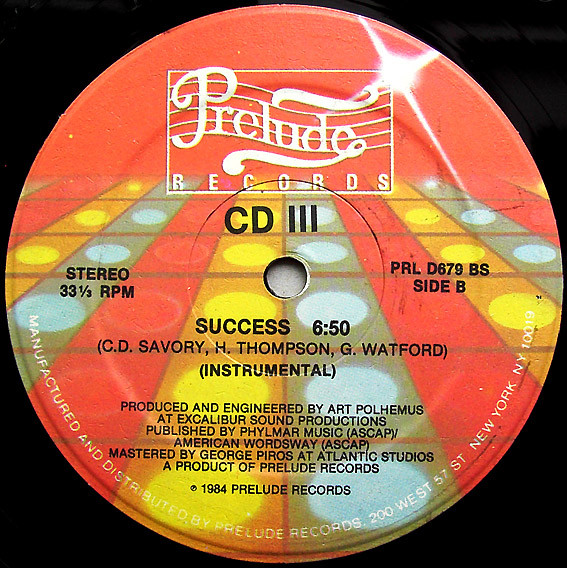 Prelude
RECORDS
CD III
STEREO
33 ⅓ RPM
PRL D679 BS
SIDE B
SUCCESS 6:50
(C.D. SAVORY, H. THOMPSON, G. WATFORD)
(INSTRUMENTAL)
PRODUCED AND ENGINEERED BY ART POLHEMUS
AT EXCALIBUR SOUND PRODUCTIONS
PUBLISHED BY PHYLMAR MUSIC (ASCAP)/
AMERICAN WORDSWAY (ASCAP)
MASTERED BY GEORGE PIROS AT ATLANTIC STUDIOS
A PRODUCT OF PRELUDE RECORDS
℗ 1984 PRELUDE RECORDS
MANUFACTURED AND DISTRIBUTED BY PRELUDE RECORDS, 200 WEST 57 ST. NEW YORK, NY 10019